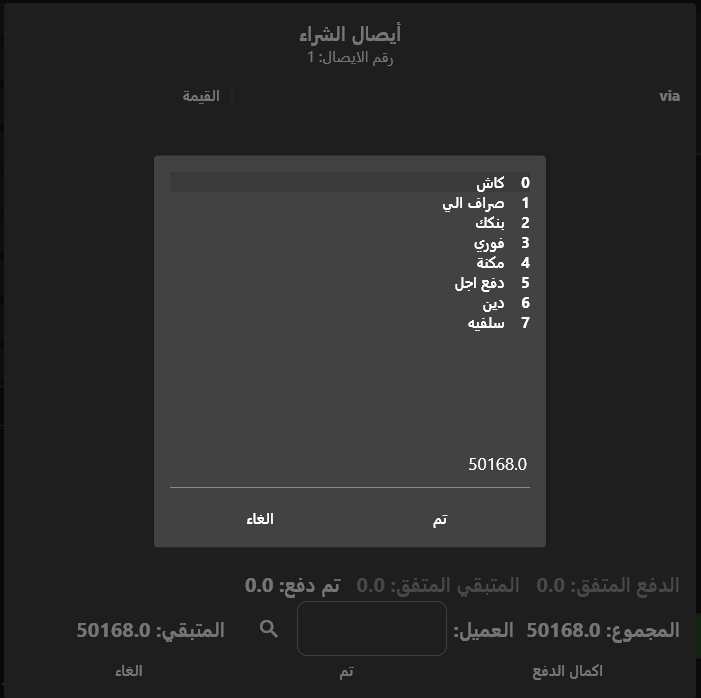 أيصال الشراء
رقم الايصال: 1
via القيمة
0 كاش
1 صراف الي
2 بنكك
3 فوري
4 مكنة
5 دفع اجل
6 دين
7 سلفيه
50168.0
تم الغاء
الدفع المتفق: 0.0 المتبقي المتفق: 0.0 تم دفع: 0.0
المجموع: 50168.0 العميل: المتبقي: 50168.0
اكمال الدفع تم الغاء